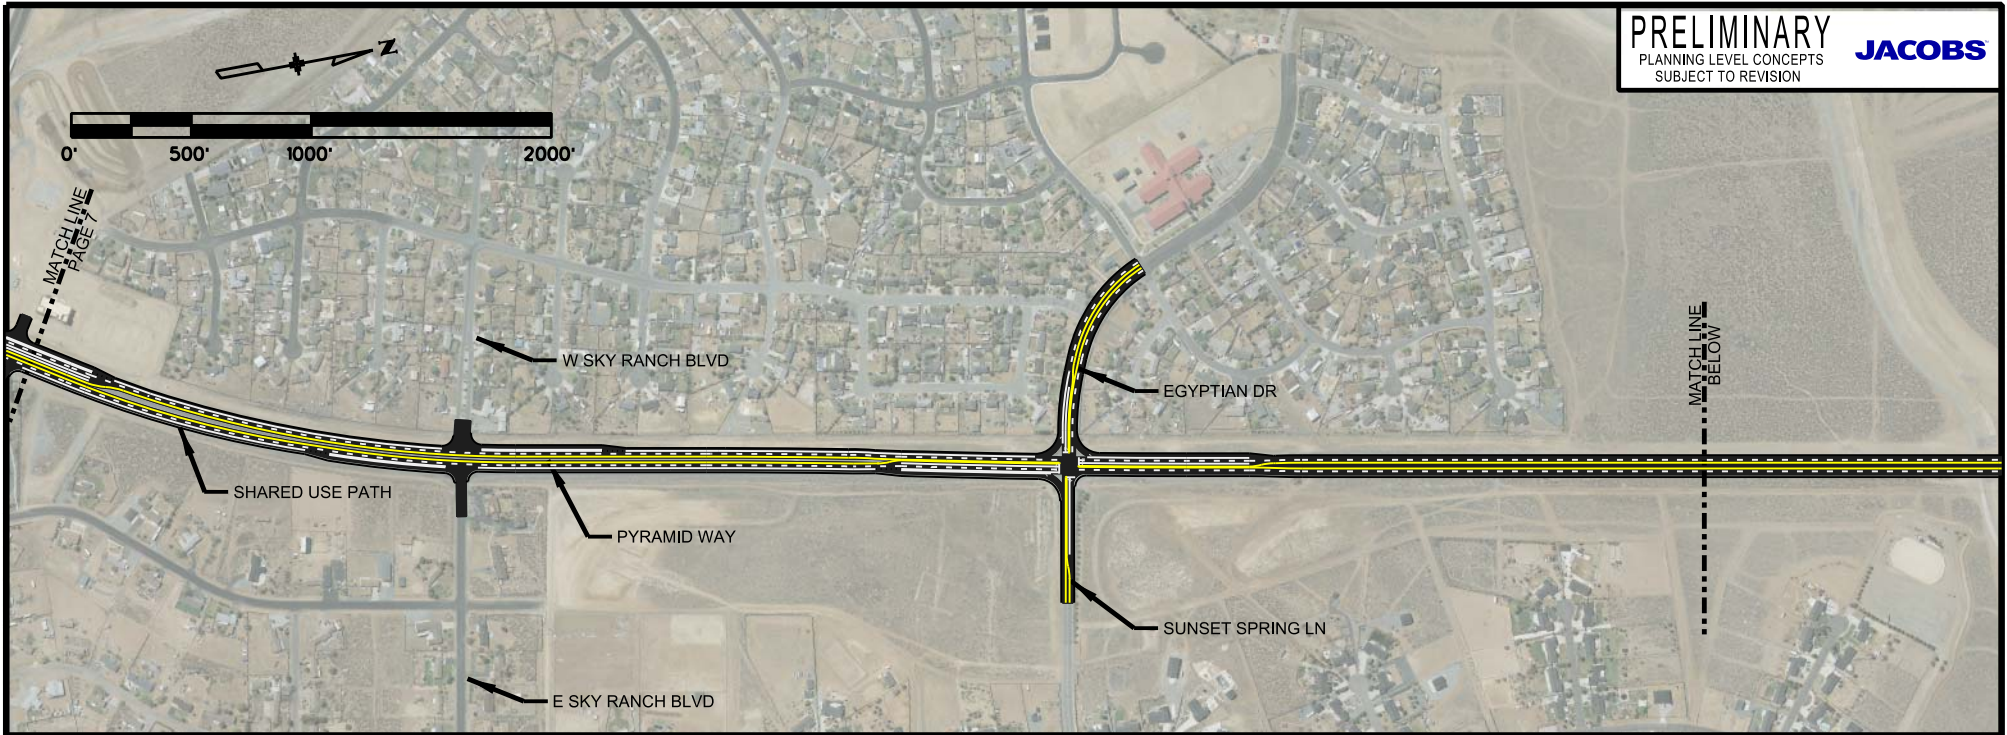 PRELIMINARY
PLANNING LEVEL CONCEPTS
SUBJECT TO REVISION
JACOBS
N
0' 500' 1000' 2000'
MATCH LINE
PAGE 7
W SKY RANCH BLVD
EGYPTIAN DR
MATCH LINE
BELOW
SHARED USE PATH
PYRAMID WAY
SUNSET SPRING LN
E SKY RANCH BLVD